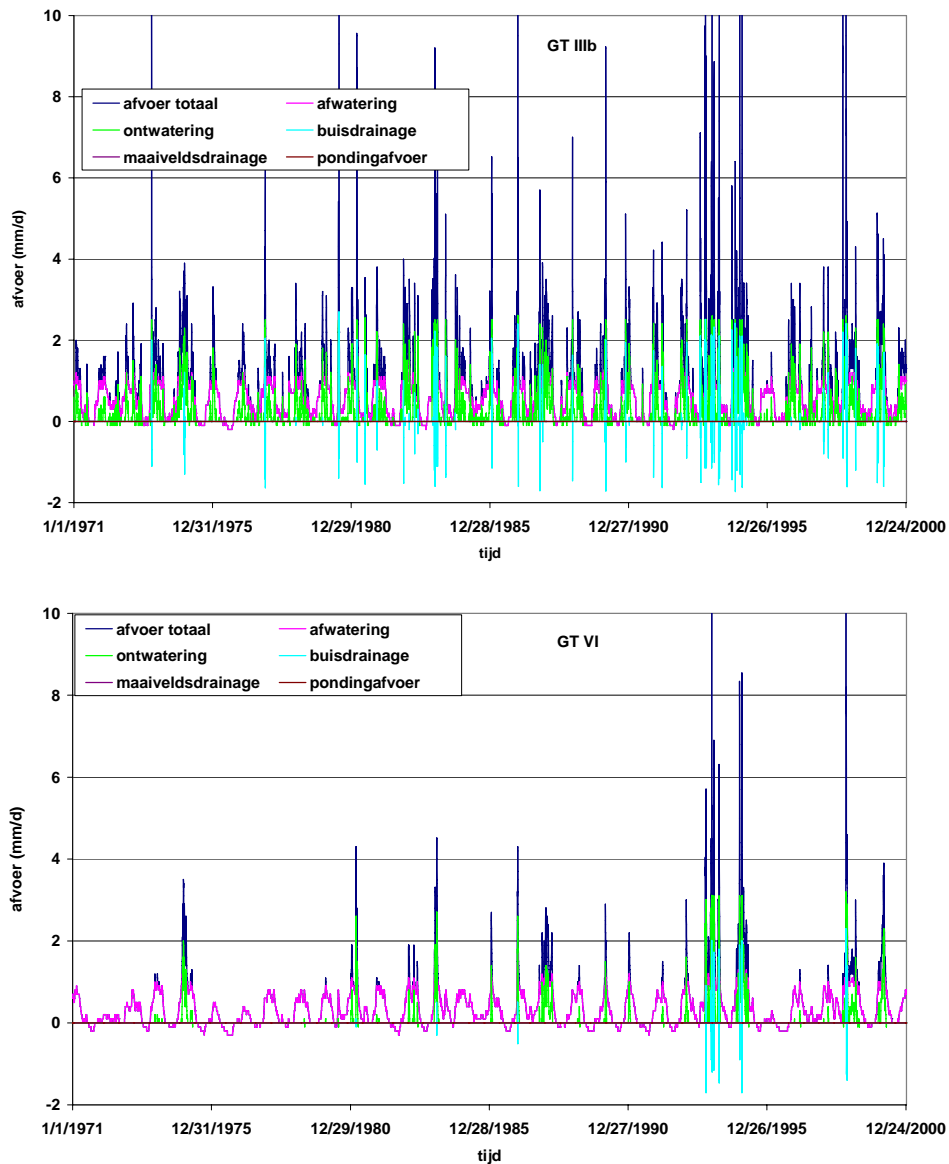 10
GT IIIb
8
afvoer totaal afwatering
ontwatering buisdrainage
maaiveldsdrainage pondingafvoer
6
afvoer (mm/d)
4
2
0
-2
1/1/1971 12/31/1975 12/29/1980 12/28/1985 12/27/1990 12/26/1995 12/24/2000
tijd
10
afvoer totaal afwatering
GT VI
ontwatering buisdrainage
maaiveldsdrainage pondingafvoer
8
6
afvoer (mm/d)
4
2
0
-2
1/1/1971 12/31/1975 12/29/1980 12/28/1985 12/27/1990 12/26/1995 12/24/2000
tijd